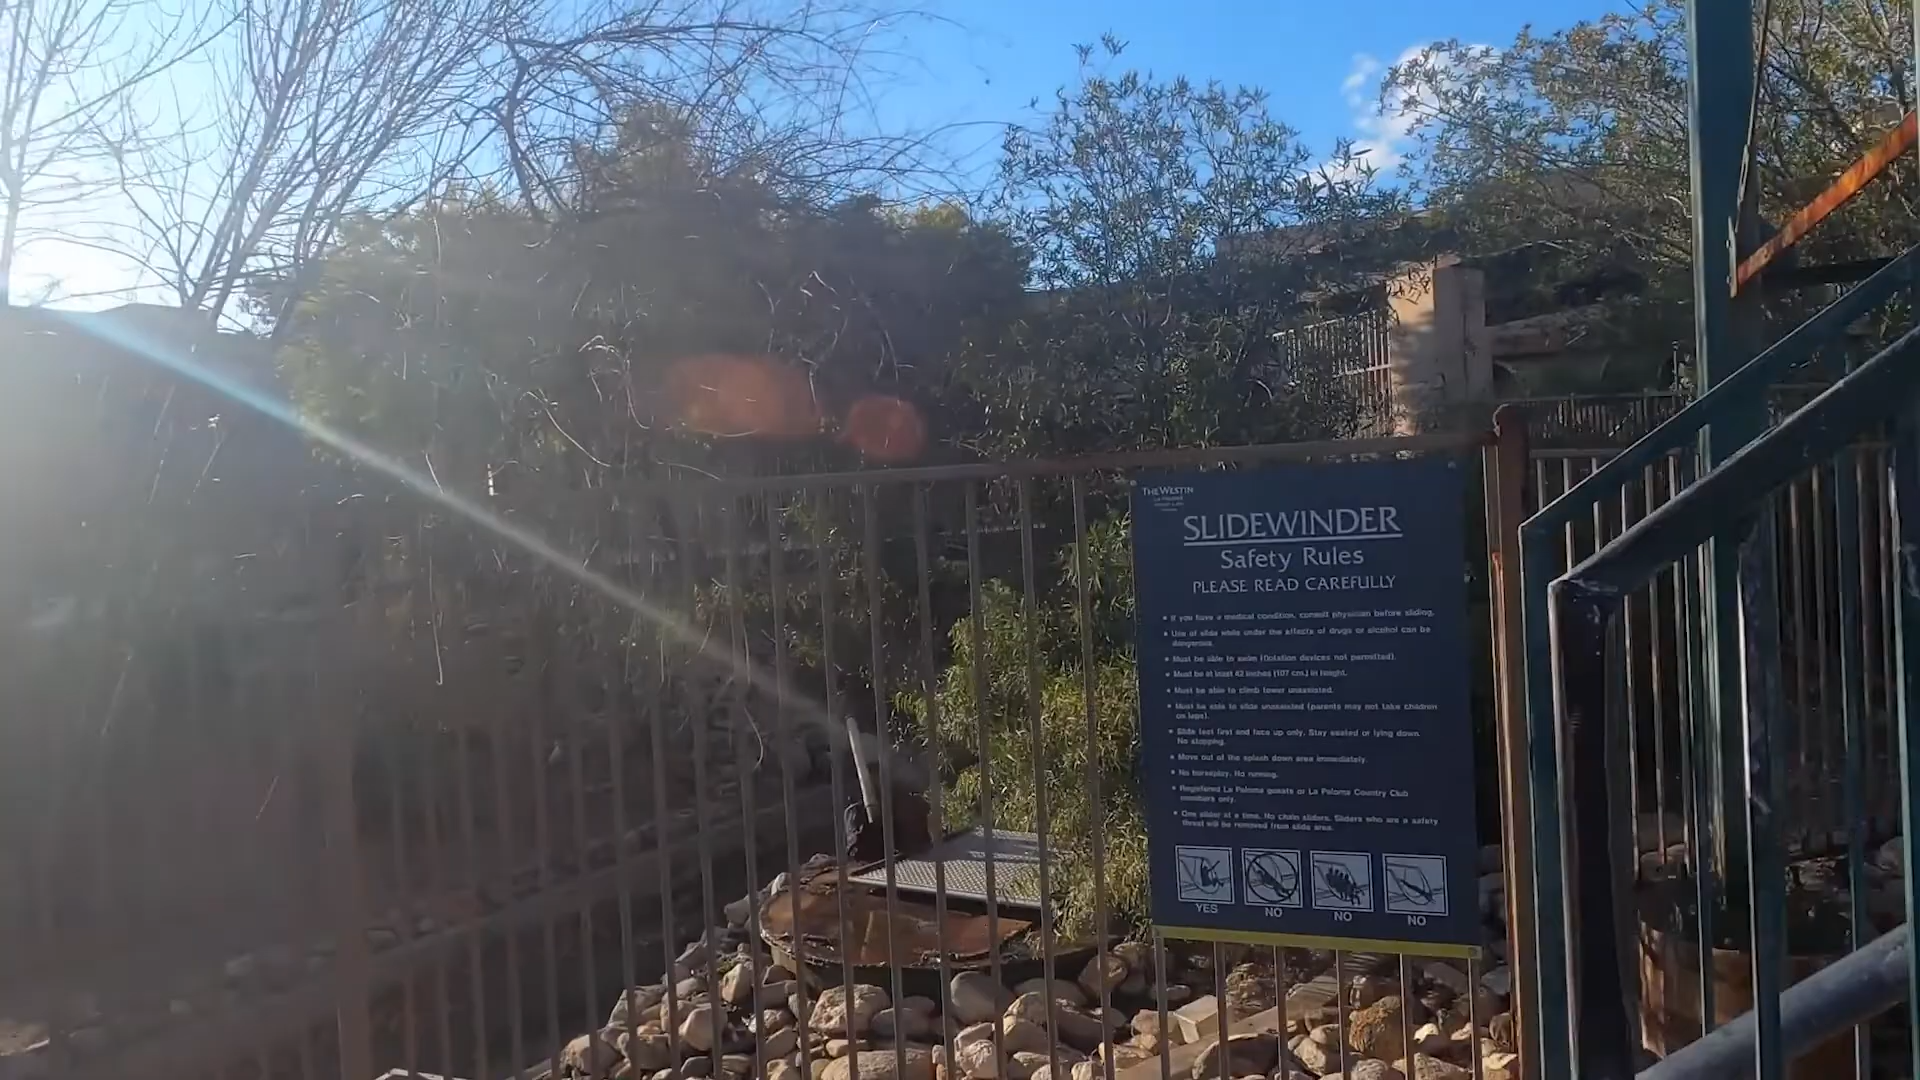 THE WESTIN
LA PALOMA
SLIDEWINDER
Safety Rules
PLEASE READ CAREFULLY
• If you have a medical condition, consult physician before sliding.
• Use of slide while under the effects of drugs or alcohol can be
dangerous.
• Must be able to swim (flotation devices not permitted).
• Must be at least 42 inches (107 cm.) in height.
• Must be able to climb tower unassisted.
• Must be able to slide unassisted (parents may not take children
on laps).
• Slide feet first and face up only. Stay seated or lying down.
No stopping.
• Move out of the splash down area immediately.
• No horseplay. No running.
• Registered La Paloma guests or La Paloma Country Club
members only.
• One slider at a time. No chain sliders. Sliders who are a safety
threat will be removed from slide area.
YES NO NO NO